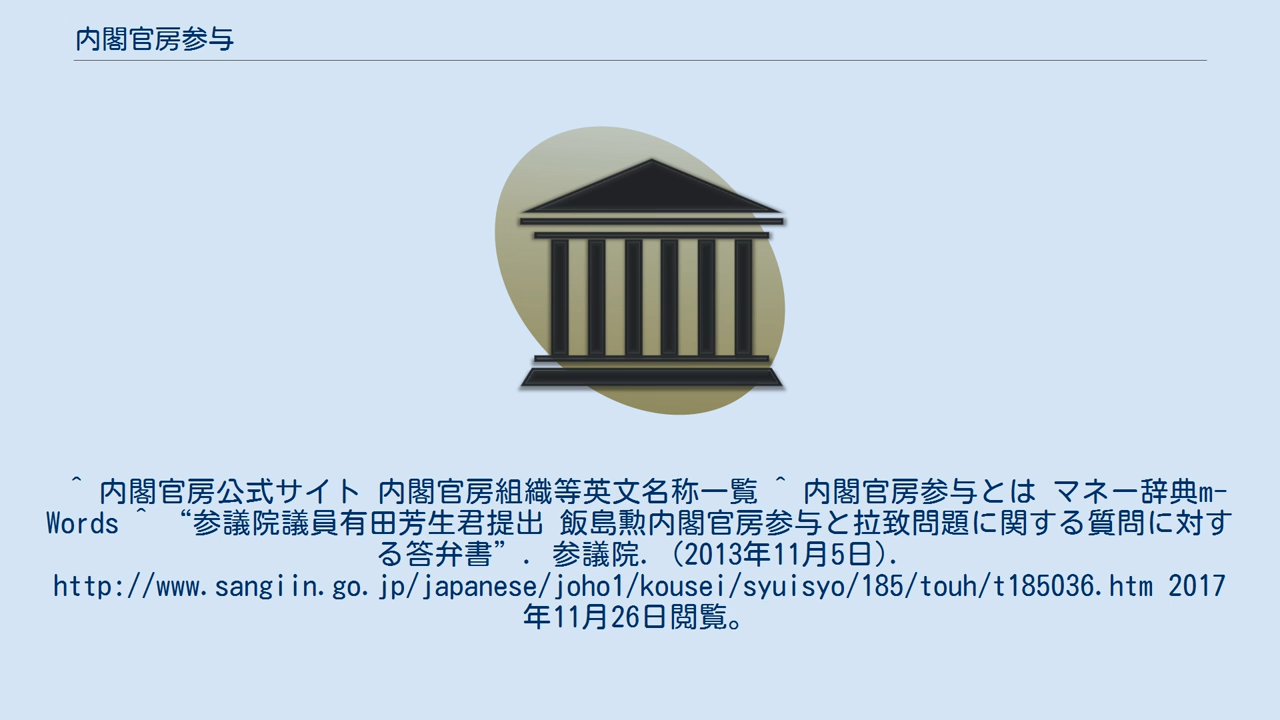 内閣官房参与
^ 内閣官房公式サイト 内閣官房組織等英文名称一覧 ^ 内閣官房参与とは マネー辞典m-
Words ^ “参議院議員有田芳生君提出 飯島勲内閣官房参与と拉致問題に関する質問に対す
る答弁書”. 参議院. (2013年11月5日).
http://www.sangiin.go.jp/japanese/joho1/kousei/syuisyo/185/touh/t185036.htm 2017
年11月26日閲覧。